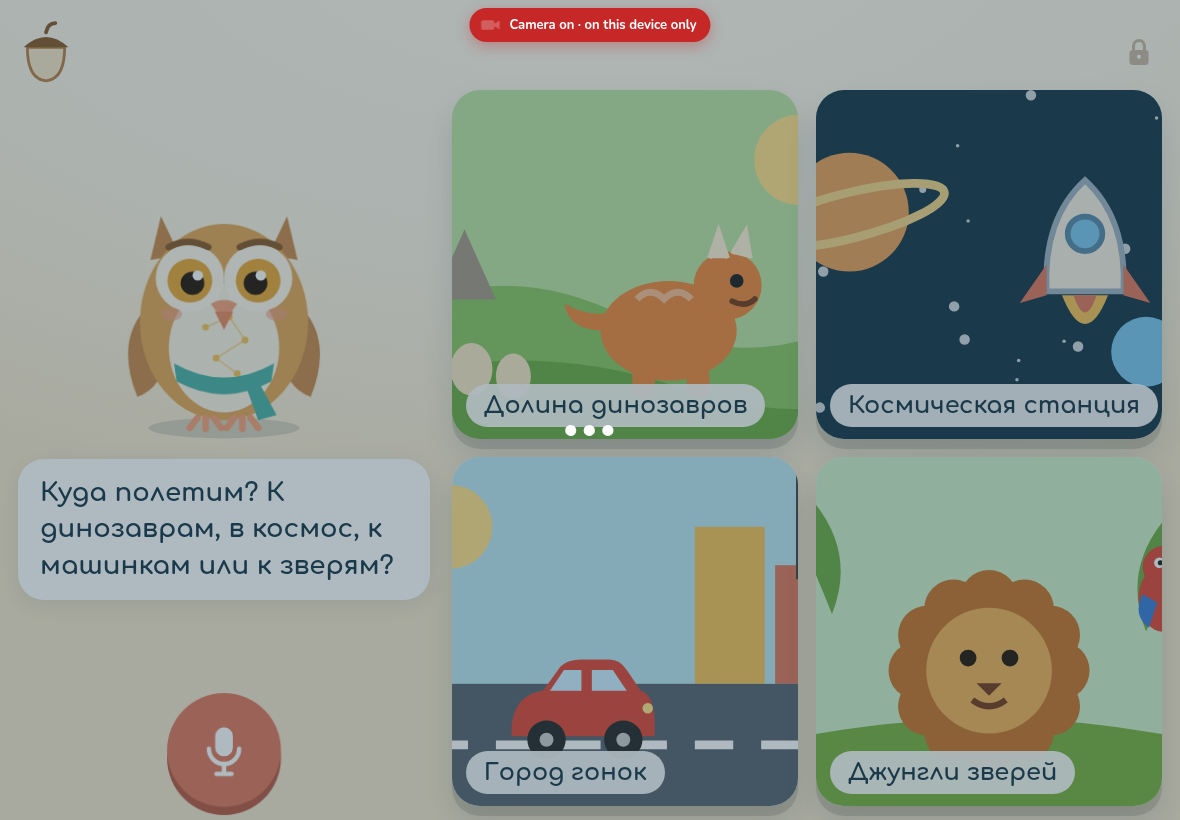 Camera on · on this device only
Куда полетим? К
динозаврам, в космос, к
машинкам или к зверям?
Долина динозавров
Космическая станция
Город гонок
Джунгли зверей